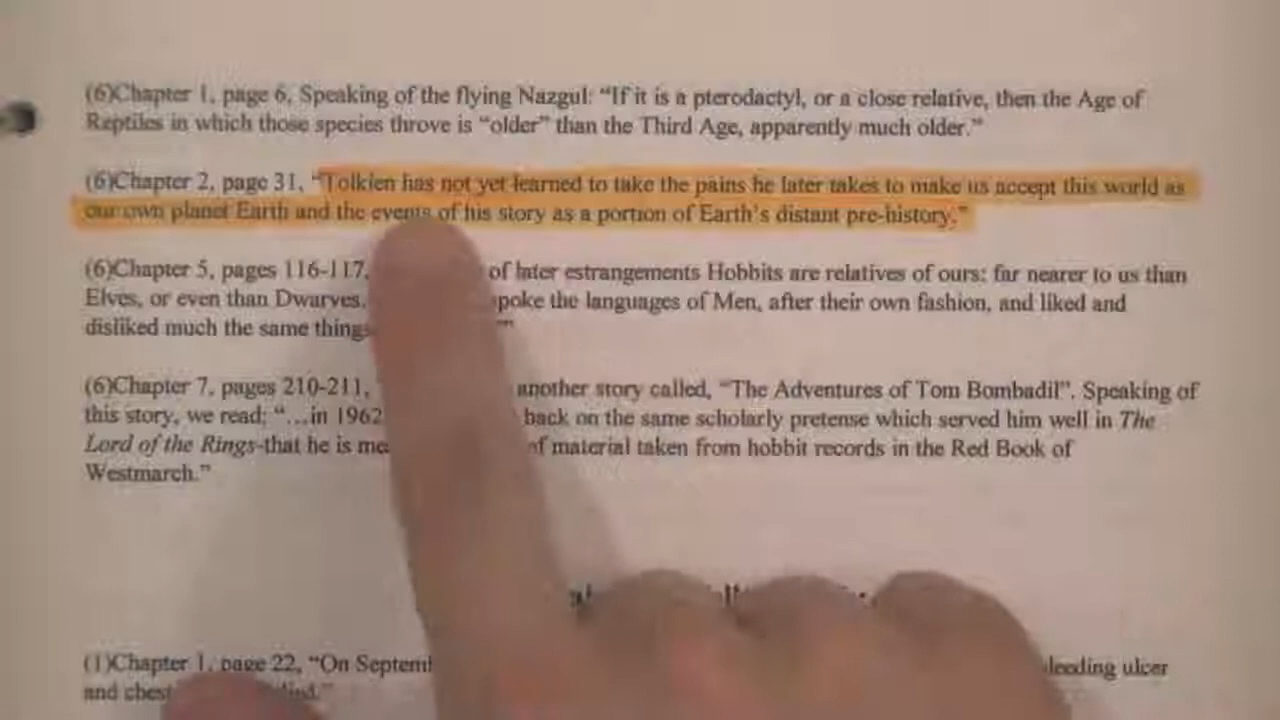 (6)Chapter 1, page 6, Speaking of the flying Nazgul: “If it is a pterodactyl, or a close relative, then the Age of
Reptiles in which those species throve is “older” than the Third Age, apparently much older.”
(6)Chapter 2, page 31, “Tolkien has not yet learned to take the pains he later takes to make us accept this world as
our own planet Earth and the events of his story as a portion of Earth’s distant pre-history.”
(6)Chapter 5, pages 116-117, of later estrangements Hobbits are relatives of ours: far nearer to us than
Elves, or even than Dwarves. spoke the languages of Men, after their own fashion, and liked and
disliked much the same things
(6)Chapter 7, pages 210-211, another story called, “The Adventures of Tom Bombadil”. Speaking of
this story, we read; “…in 1962 back on the same scholarly pretense which served him well in The
Lord of the Rings-that he is of material taken from hobbit records in the Red Book of
Westmarch.”
(1)Chapter 1, page 22, “On ulcer
and chest